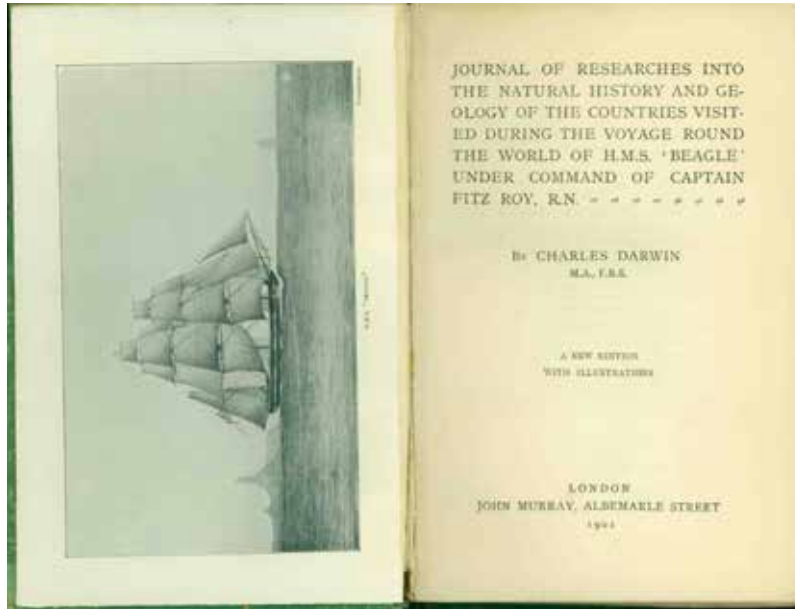 H.M.S. "BEAGLE"
JOURNAL OF RESEARCHES INTO
THE NATURAL HISTORY AND GE-
OLOGY OF THE COUNTRIES VISIT-
ED DURING THE VOYAGE ROUND
THE WORLD OF H.M.S. 'BEAGLE'
UNDER COMMAND OF CAPTAIN
FITZ ROY, R.N.
BY CHARLES DARWIN
M.A., F.R.S.
A NEW EDITION
WITH ILLUSTRATIONS
LONDON
JOHN MURRAY, ALBEMARLE STREET